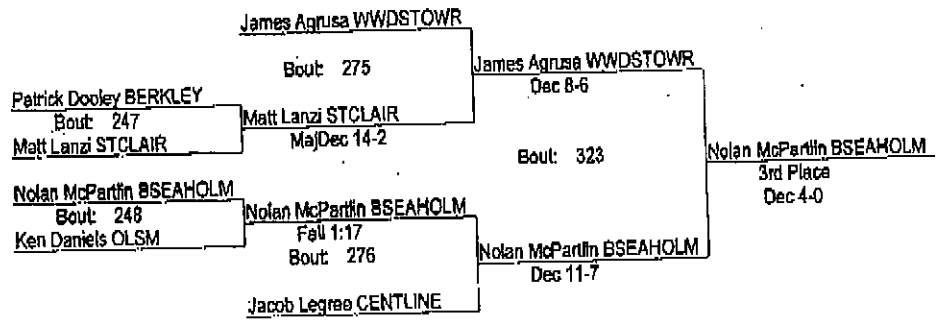 James Agrusa WWDSTOWR
Bout: 275
James Agrusa WWDSTOWR
Dec 8-6
Patrick Dooley BERKLEY
Bout: 247
Matt Lanzi STCLAIR
Matt Lanzi STCLAIR
MajDec 14-2
Bout: 323
Nolan McPartlin BSEAHOLM
3rd Place
Dec 4-0
Nolan McPartlin BSEAHOLM
Bout: 248
Ken Daniels OLSM
Nolan McPartlin BSEAHOLM
Fall 1:17
Bout: 276
Nolan McPartlin BSEAHOLM
Dec 11-7
Jacob Legree CENTLINE